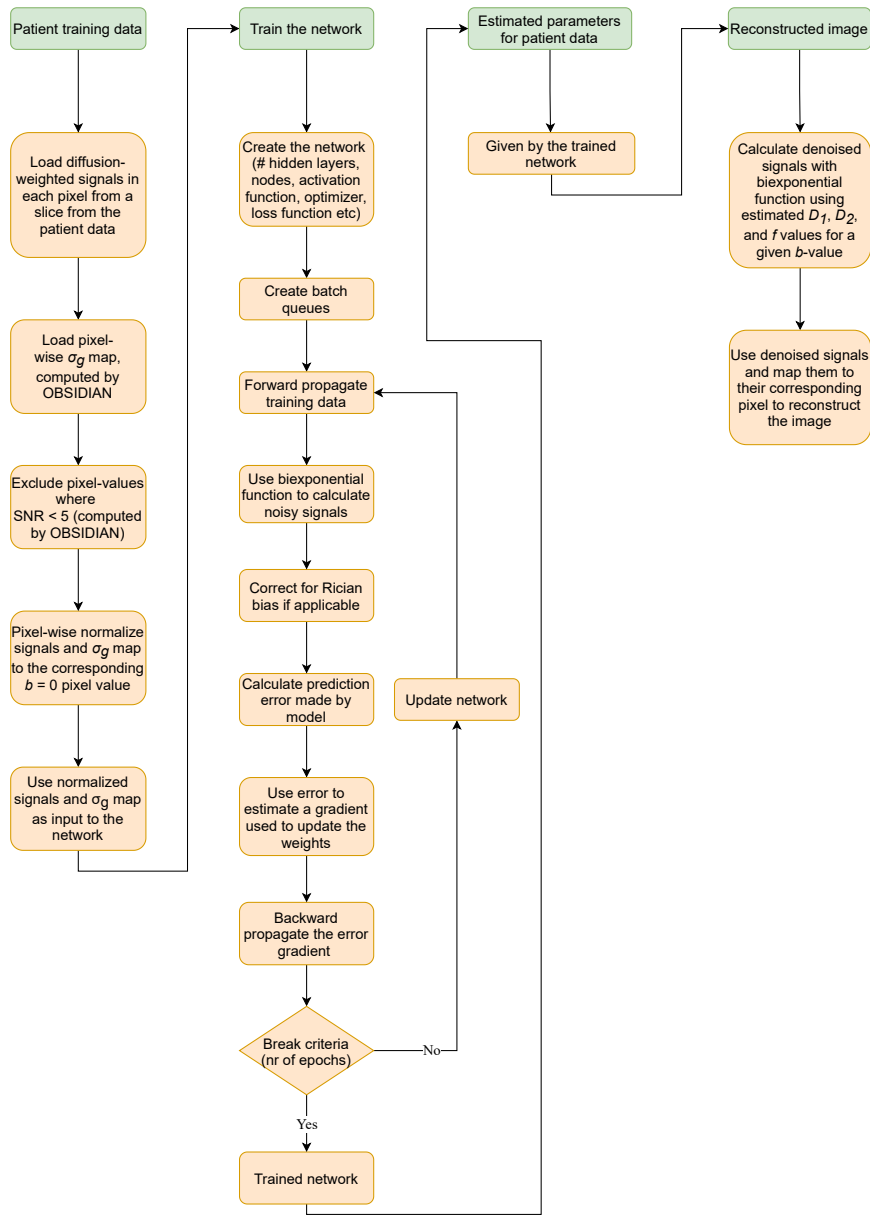 Patient training data
Load diffusion-
weighted signals in
each pixel from a
slice from the
patient data
Load pixel-
wise σg map,
computed by
OBSIDIAN
Exclude pixel-values
where
SNR < 5 (computed
by OBSIDIAN)
Pixel-wise normalize
signals and σg map
to the corresponding
b = 0 pixel value
Use normalized
signals and σg map
as input to the
network
Train the network
Create the network
(# hidden layers,
nodes, activation
function, optimizer,
loss function etc)
Create batch
queues
Forward propagate
training data
Use biexponential
function to calculate
noisy signals
Correct for Rician
bias if applicable
Calculate prediction
error made by
model
Use error to
estimate a gradient
used to update the
weights
Backward
propagate the error
gradient
Break criteria
(nr of epochs)
No
Update network
Yes
Trained network
Estimated parameters
for patient data
Given by the trained
network
Reconstructed image
Calculate denoised
signals with
biexponential
function using
estimated D1, D2,
and f values for a
given b-value
Use denoised signals
and map them to
their corresponding
pixel to reconstruct
the image